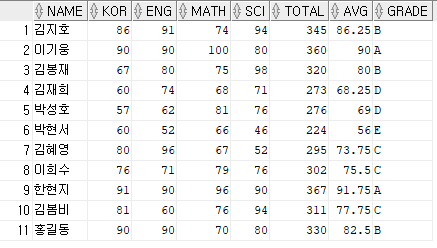 NAME KOR ENG MATH SCI TOTAL AVG GRADE
1 김지호 86 91 74 94 345 86.25 B
2 이기웅 90 90 100 80 360 90 A
3 김봉재 67 80 75 98 320 80 B
4 김재희 60 74 68 71 273 68.25 D
5 박성호 57 62 81 76 276 69 D
6 박현서 60 52 66 46 224 56 E
7 김혜영 80 96 67 52 295 73.75 C
8 이희수 76 71 79 76 302 75.5 C
9 한현지 91 90 90 96 367 91.75 A
10 김봄비 81 60 76 94 311 77.75 C
11 홍길동 90 90 70 80 330 82.5 B